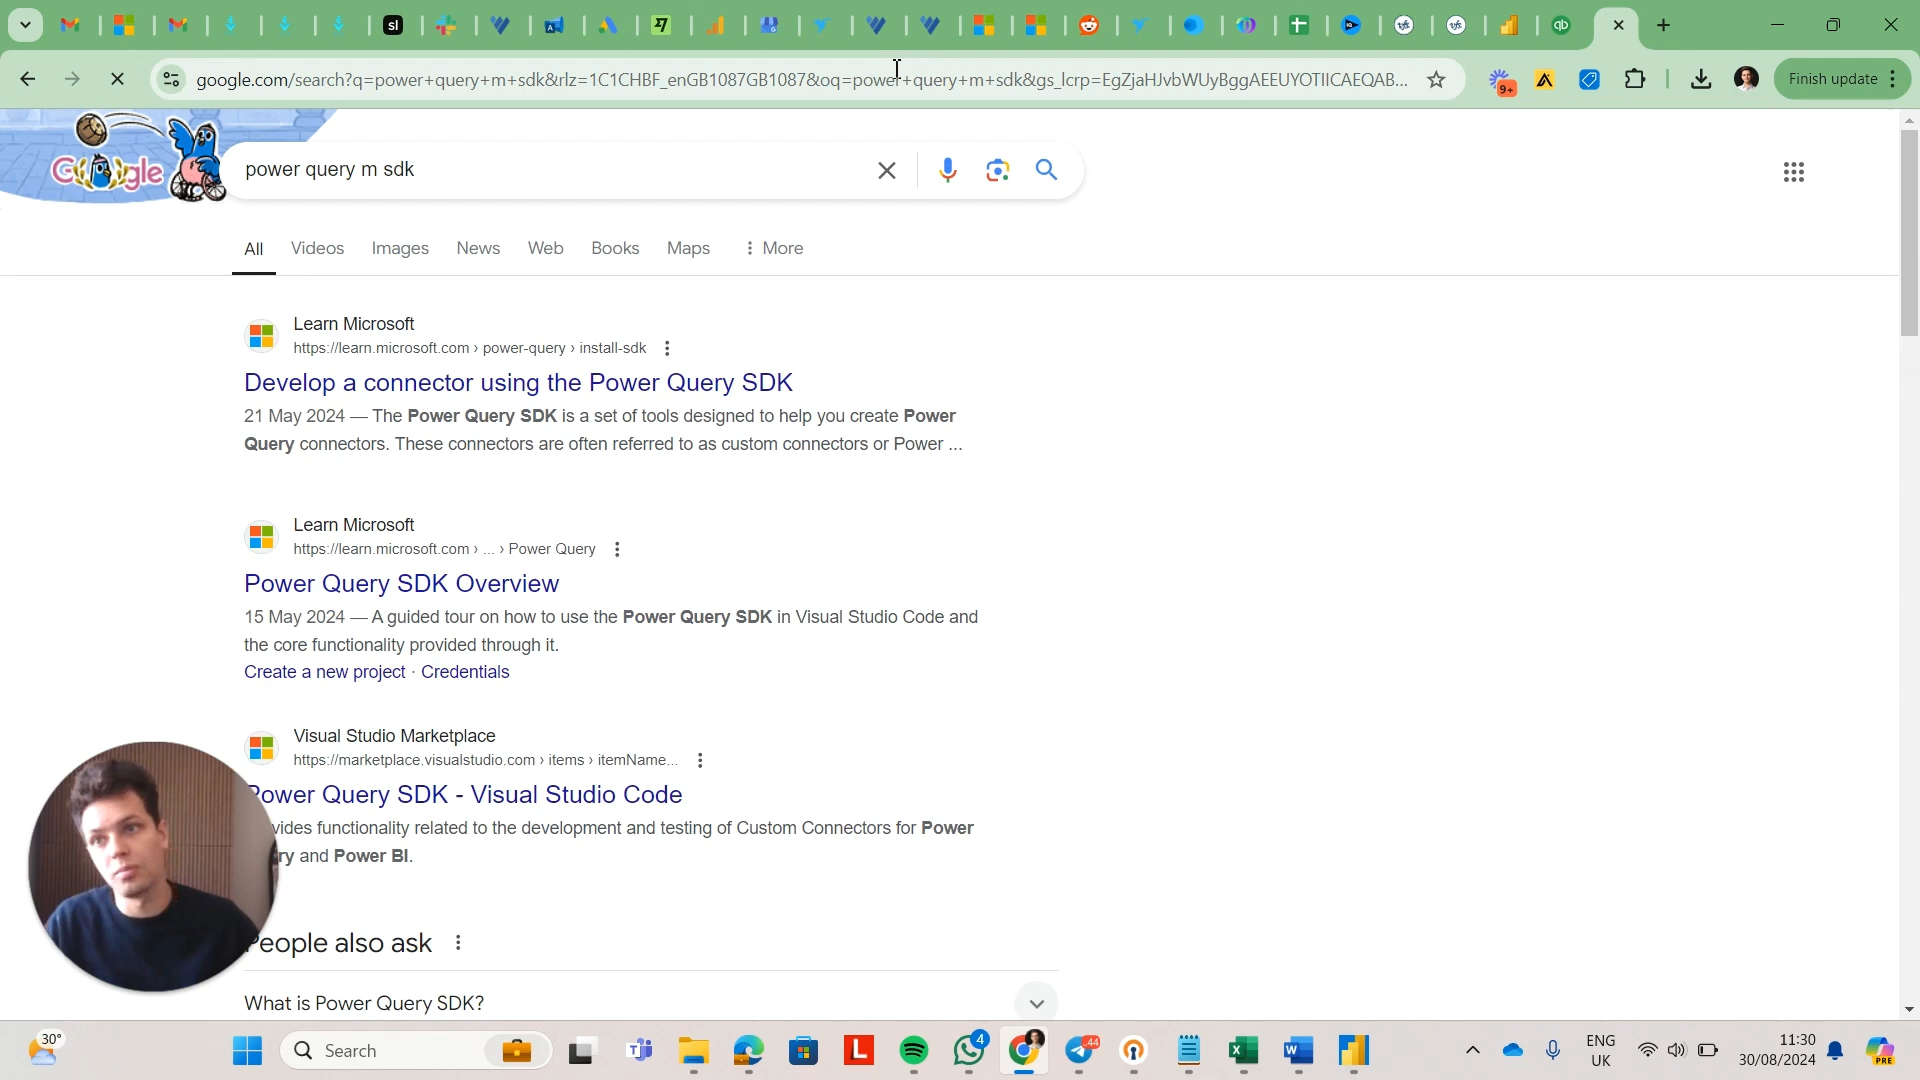 google.com/search?q=power+query+m+sdk&rlz=1C1CHBF_enGB1087GB1087&oq=power+query+m+sdk&gs_lcrp=EgZjaHJvbWUyBggAEEUYOTIICAEQAB...
9+
Finish update
Google
power query m sdk
All Videos Images News Web Books Maps More
Learn Microsoft
https://learn.microsoft.com › power-query › install-sdk
Develop a connector using the Power Query SDK
21 May 2024 — The Power Query SDK is a set of tools designed to help you create Power
Query connectors. These connectors are often referred to as custom connectors or Power ...
Learn Microsoft
https://learn.microsoft.com › ... › Power Query
Power Query SDK Overview
15 May 2024 — A guided tour on how to use the Power Query SDK in Visual Studio Code and
the core functionality provided through it.
Create a new project · Credentials
Visual Studio Marketplace
https://marketplace.visualstudio.com › items › itemName...
Power Query SDK - Visual Studio Code
vides functionality related to the development and testing of Custom Connectors for Power
ry and Power BI.
People also ask
What is Power Query SDK?
30°
Search
L
4
44
ENG
UK
11:30
30/08/2024
PRE